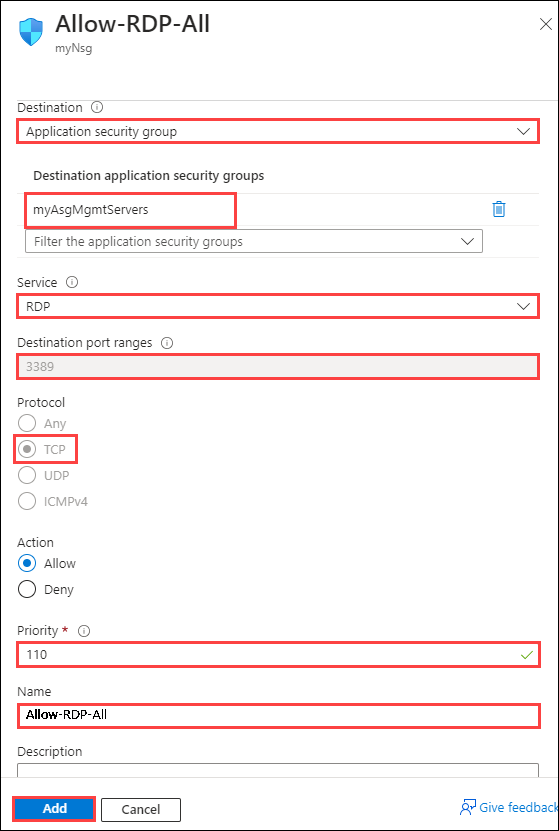 Allow-RDP-All
myNsg
Destination
Application security group
Destination application security groups
myAsgMgmtServers
Filter the application security groups
Service
RDP
Destination port ranges
3389
Protocol
Any
TCP
UDP
ICMPv4
Action
Allow
Deny
Priority *
110
Name
Allow-RDP-All
Description
Add Cancel Give feedback